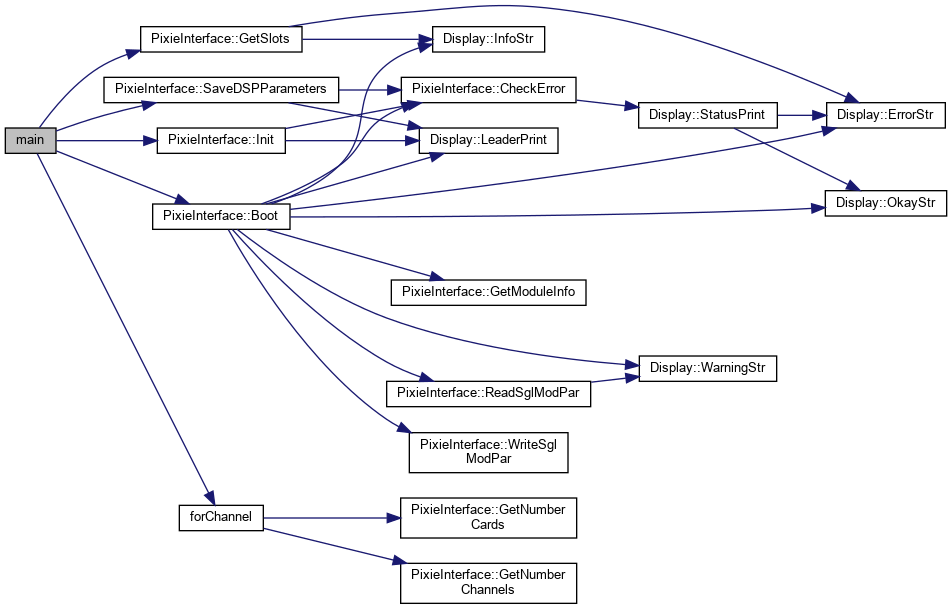 main
PixieInterface::GetSlots
PixieInterface::SaveDSPParameters
PixieInterface::Init
PixieInterface::Boot
forChannel
Display::InfoStr
PixieInterface::CheckError
Display::LeaderPrint
PixieInterface::GetModuleInfo
PixieInterface::ReadSglModPar
PixieInterface::WriteSgl
ModPar
PixieInterface::GetNumber
Cards
PixieInterface::GetNumber
Channels
Display::StatusPrint
Display::WarningStr
Display::ErrorStr
Display::OkayStr